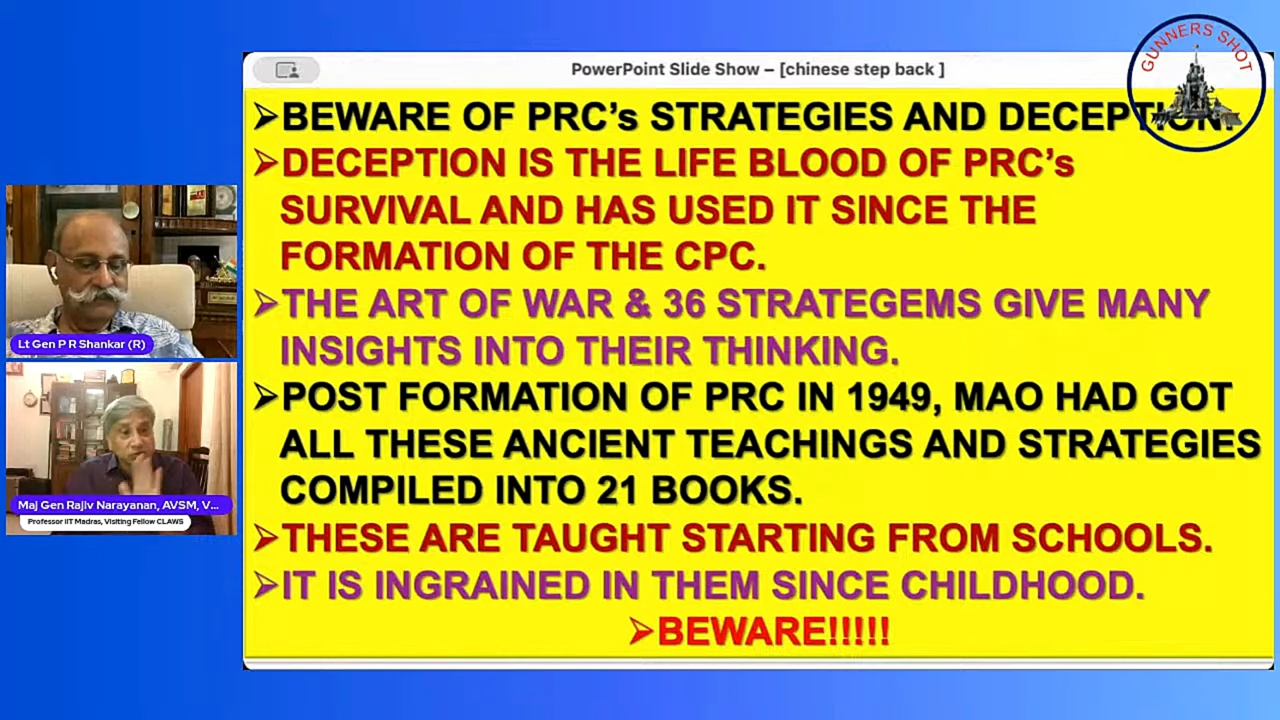 GUNNERS SHOT
PowerPoint Slide Show – [chinese step back ]
➢BEWARE OF PRC’s STRATEGIES AND DECEPTION.
➢DECEPTION IS THE LIFE BLOOD OF PRC’s
SURVIVAL AND HAS USED IT SINCE THE
FORMATION OF THE CPC.
➢THE ART OF WAR & 36 STRATEGEMS GIVE MANY
INSIGHTS INTO THEIR THINKING.
➢POST FORMATION OF PRC IN 1949, MAO HAD GOT
ALL THESE ANCIENT TEACHINGS AND STRATEGIES
COMPILED INTO 21 BOOKS.
➢THESE ARE TAUGHT STARTING FROM SCHOOLS.
➢IT IS INGRAINED IN THEM SINCE CHILDHOOD.
➢BEWARE!!!!!
Lt Gen P R Shankar (R)
Maj Gen Rajiv Narayanan, AVSM, V...
Professor IIT Madras, Visiting Fellow CLAWS